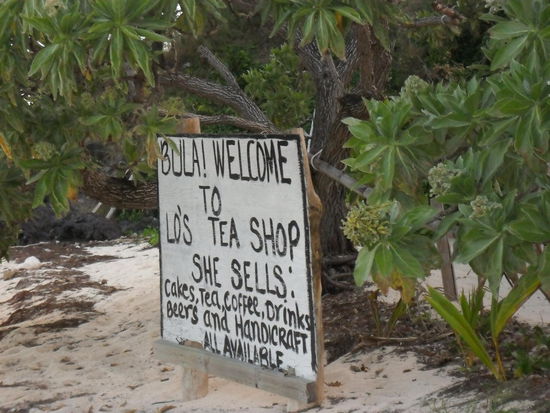 BULA! WELCOME
TO
LO'S TEA SHOP
SHE SELLS:
Cakes, Tea, Coffee, Drinks
Beers and Handicraft
ALL AVAILABLE